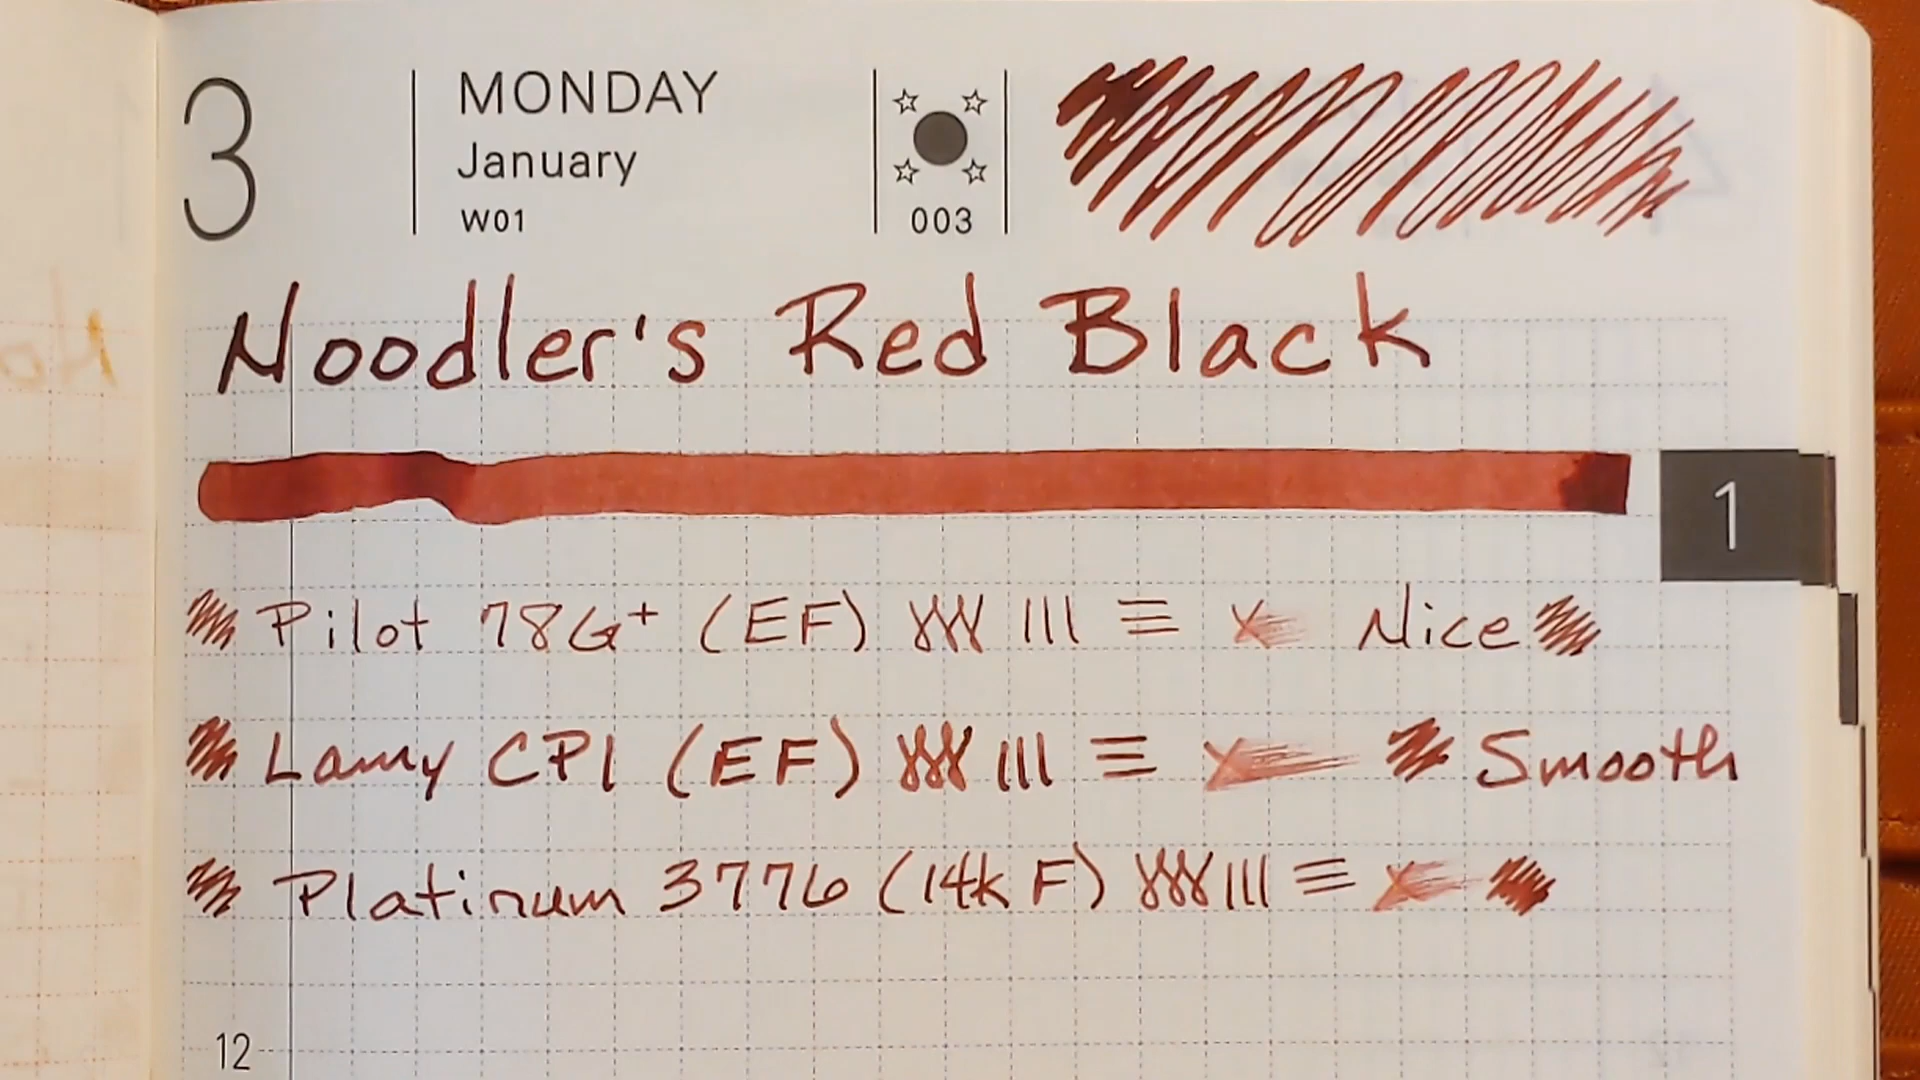 3
MONDAY
January
W01
003
Noodler's Red Black
1
Pilot 78G+ (EF) Nice
Lamy CP1 (EF) Smooth
Platinum 3776 (14k F)
12